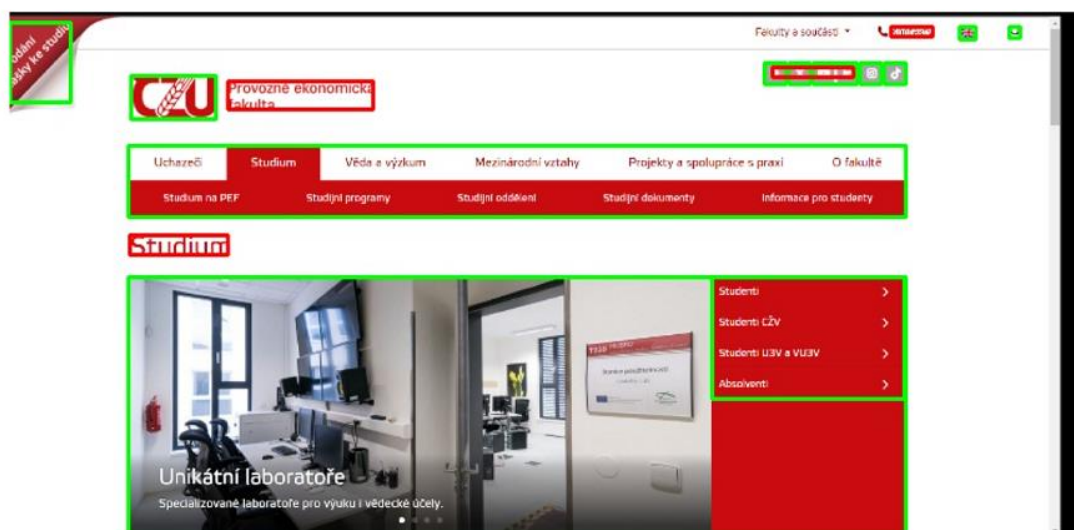 Fakulty a součásti
ČZU
Provozně ekonomická
fakulta
Uchazeči Studium Věda a výzkum Mezinárodní vztahy Projekty a spolupráce s praxí O fakultě
Studium na PEF Studijní programy Studijní oddělení Studijní dokumenty Informace pro studenty
Studium
Studenti
Studenti CŽV
Studenti U3V a VU3V
Absolventi
Unikátní laboratoře
Specializované laboratoře pro výuku i vědecké účely.